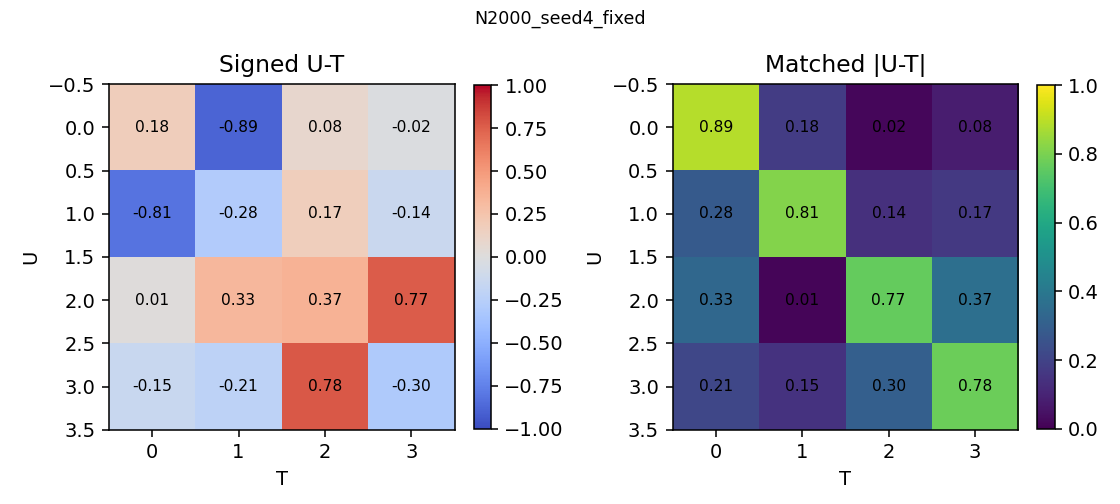 N2000_seed4_fixed
Signed U-T
−0.5
0.0
0.5
1.0
1.5
2.0
2.5
3.0
3.5
U
0.18 -0.89 0.08 -0.02
-0.81 -0.28 0.17 -0.14
0.01 0.33 0.37 0.77
-0.15 -0.21 0.78 -0.30
0 1 2 3
T
1.00
0.75
0.50
0.25
0.00
−0.25
−0.50
−0.75
−1.00
Matched |U-T|
−0.5
0.0
0.5
1.0
1.5
2.0
2.5
3.0
3.5
U
0.89 0.18 0.02 0.08
0.28 0.81 0.14 0.17
0.33 0.01 0.77 0.37
0.21 0.15 0.30 0.78
0 1 2 3
T
1.0
0.8
0.6
0.4
0.2
0.0